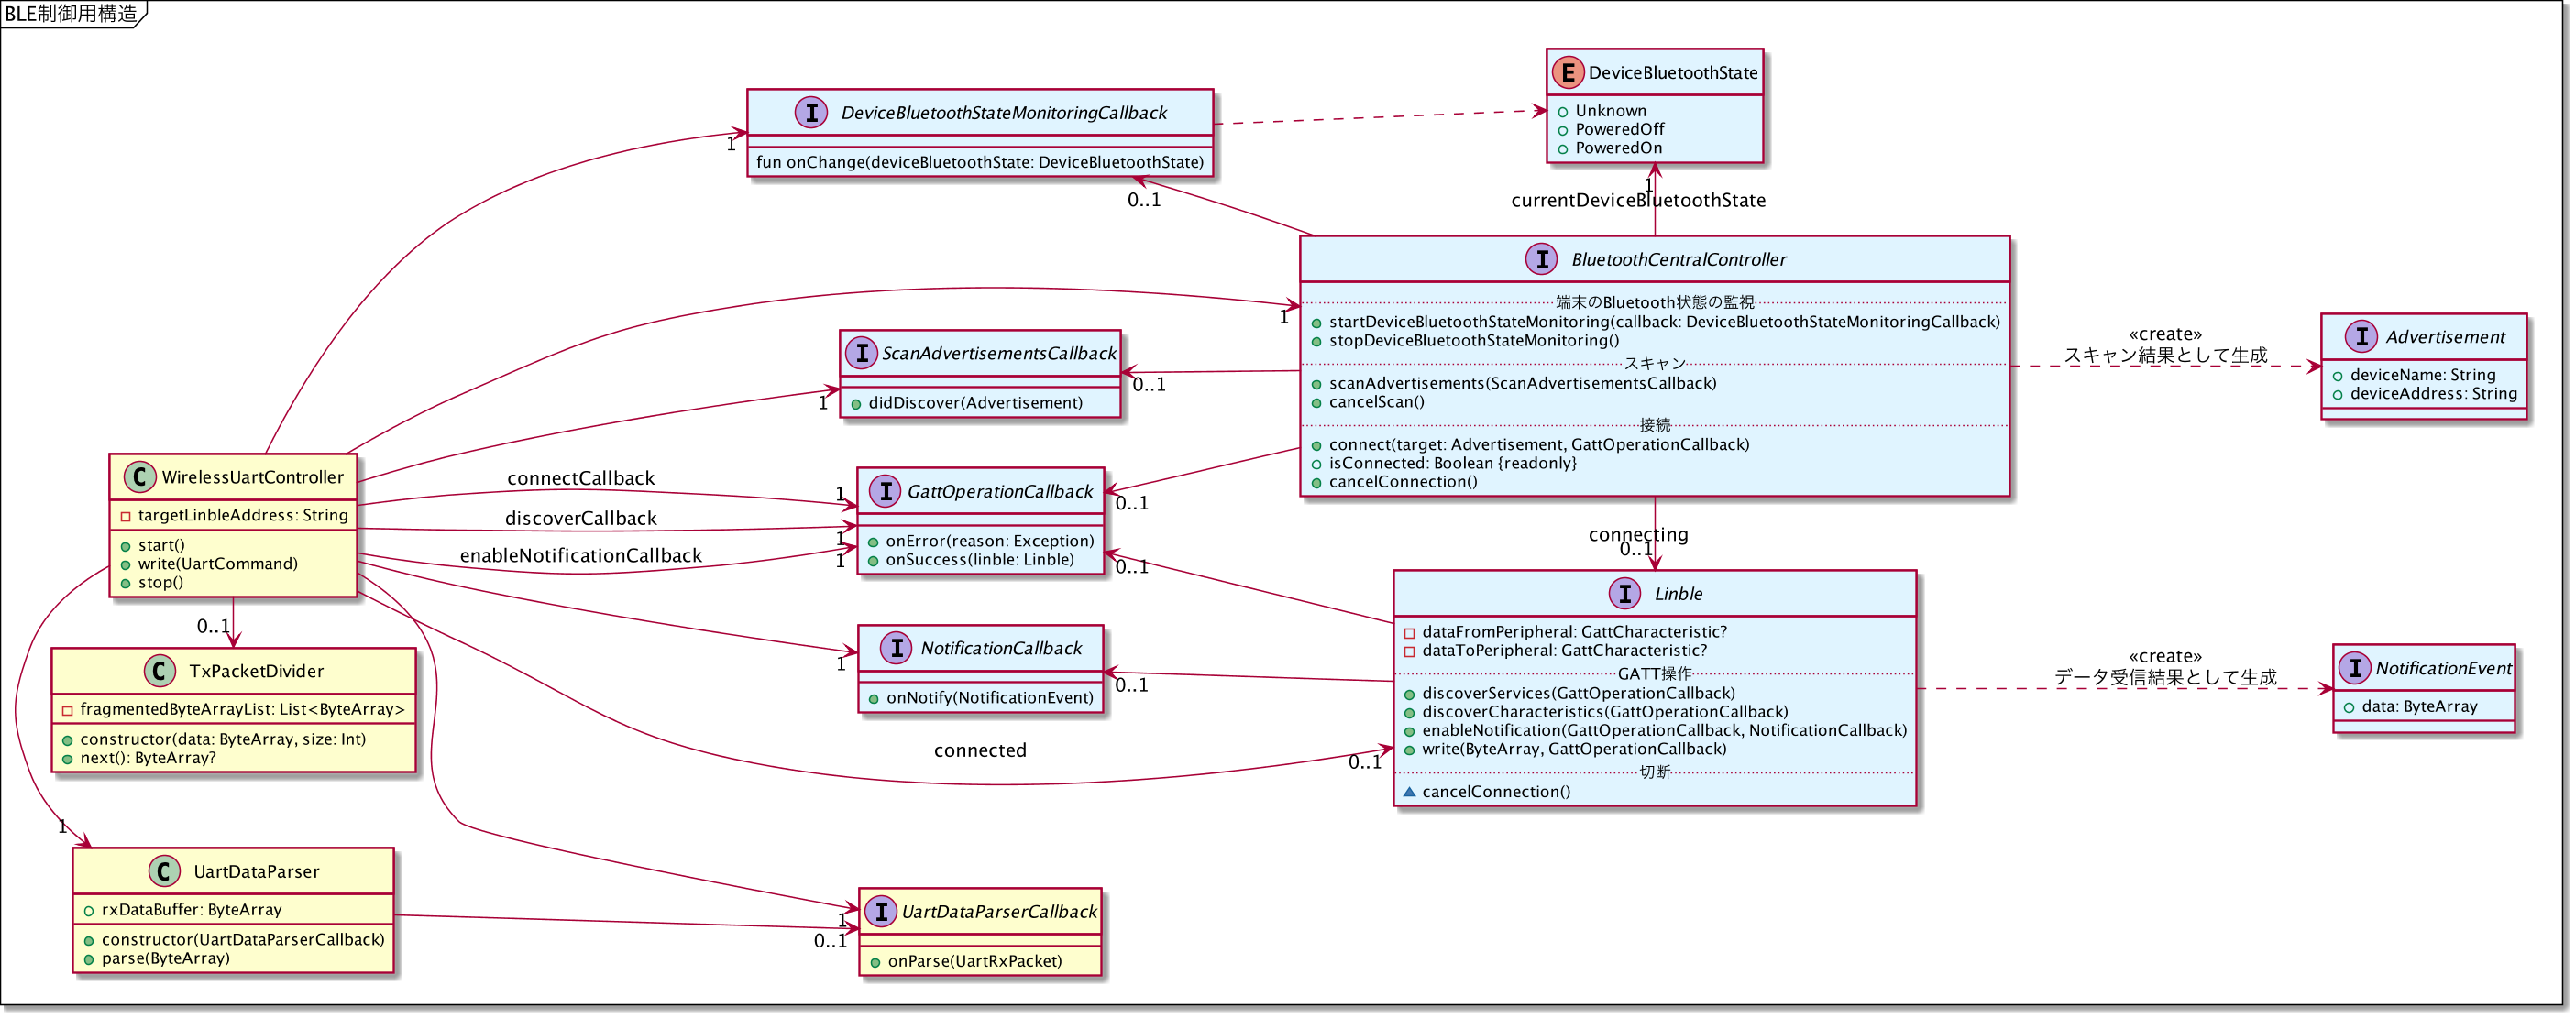 BLE制御用構造
E DeviceBluetoothState
Unknown
PoweredOff
PoweredOn
I DeviceBluetoothStateMonitoringCallback
fun onChange(deviceBluetoothState: DeviceBluetoothState)
1
0..1
1
currentDeviceBluetoothState
I BluetoothCentralController
端末のBluetooth状態の監視
startDeviceBluetoothStateMonitoring(callback: DeviceBluetoothStateMonitoringCallback)
stopDeviceBluetoothStateMonitoring()
スキャン
scanAdvertisements(ScanAdvertisementsCallback)
cancelScan()
接続
connect(target: Advertisement, GattOperationCallback)
isConnected: Boolean {readonly}
cancelConnection()
1
«create»
スキャン結果として生成
I Advertisement
deviceName: String
deviceAddress: String
I ScanAdvertisementsCallback
didDiscover(Advertisement)
1
0..1
C WirelessUartController
targetLinbleAddress: String
start()
write(UartCommand)
stop()
connectCallback
1
discoverCallback
1
enableNotificationCallback
1
I GattOperationCallback
onError(reason: Exception)
onSuccess(linble: Linble)
0..1
0..1
connecting
0..1
I Linble
dataFromPeripheral: GattCharacteristic?
dataToPeripheral: GattCharacteristic?
GATT操作
discoverServices(GattOperationCallback)
discoverCharacteristics(GattOperationCallback)
enableNotification(GattOperationCallback, NotificationCallback)
write(ByteArray, GattOperationCallback)
切断
cancelConnection()
«create»
データ受信結果として生成
I NotificationEvent
data: ByteArray
I NotificationCallback
onNotify(NotificationEvent)
1
0..1
connected
0..1
0..1
C TxPacketDivider
fragmentedByteArrayList: List<ByteArray>
constructor(data: ByteArray, size: Int)
next(): ByteArray?
1
C UartDataParser
rxDataBuffer: ByteArray
constructor(UartDataParserCallback)
parse(ByteArray)
1
0..1
I UartDataParserCallback
onParse(UartRxPacket)